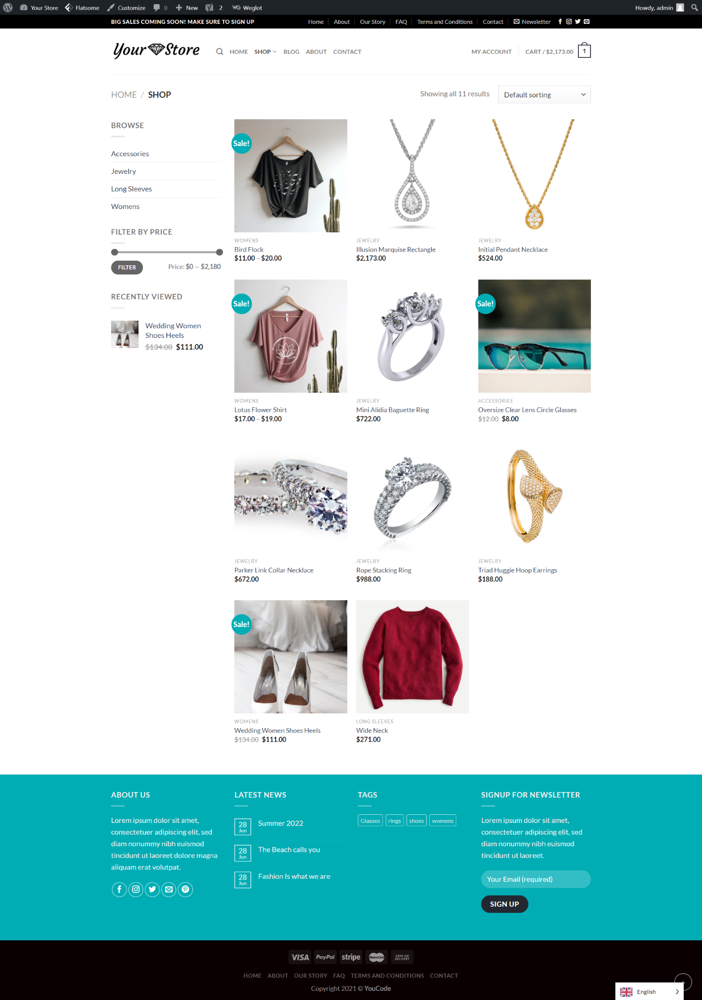 Your Store
Flatsome
Customize
0
New
2
Weglot
Howdy, admin
BIG SALES COMING SOON! MAKE SURE TO SIGN UP
Home
About
Our Story
FAQ
Terms and Conditions
Contact
Newsletter
Your Store
HOME
SHOP
BLOG
ABOUT
CONTACT
MY ACCOUNT
CART / $2,173.00
1
HOME / SHOP
Showing all 11 results
Default sorting
BROWSE
Accessories
Jewelry
Long Sleeves
Womens
FILTER BY PRICE
FILTER
Price: $0 — $2,180
RECENTLY VIEWED
Wedding Women
Shoes Heels
$134.00 $111.00
Sale!
WOMENS
Bird Flock
$11.00 – $20.00
JEWELRY
Illusion Marquise Rectangle
$2,173.00
JEWELRY
Initial Pendant Necklace
$524.00
Sale!
WOMENS
Lotus Flower Shirt
$17.00 – $19.00
JEWELRY
Mini Alidia Baguette Ring
$722.00
Sale!
ACCESSORIES
Oversize Clear Lens Circle Glasses
$12.00 $8.00
JEWELRY
Parker Link Collar Necklace
$672.00
JEWELRY
Rope Stacking Ring
$988.00
JEWELRY
Triad Huggie Hoop Earrings
$188.00
Sale!
WOMENS
Wedding Women Shoes Heels
$134.00 $111.00
LONG SLEEVES
Wide Neck
$271.00
ABOUT US
Lorem ipsum dolor sit amet,
consectetuer adipiscing elit, sed
diam nonummy nibh euismod
tincidunt ut laoreet dolore magna
aliquam erat volutpat.
LATEST NEWS
28
Jun
Summer 2022
28
Jun
The Beach calls you
28
Jun
Fashion Is what we are
TAGS
Glasses
rings
shoes
womens
SIGNUP FOR NEWSLETTER
Lorem ipsum dolor sit amet,
consectetuer adipiscing elit, sed
diam nonummy nibh euismod
tincidunt ut laoreet.
Your Email (required)
SIGN UP
VISA
PayPal
stripe
MasterCard
CASH ON
DELIVERY
HOME
ABOUT
OUR STORY
FAQ
TERMS AND CONDITIONS
CONTACT
Copyright 2021 © YouCode
English